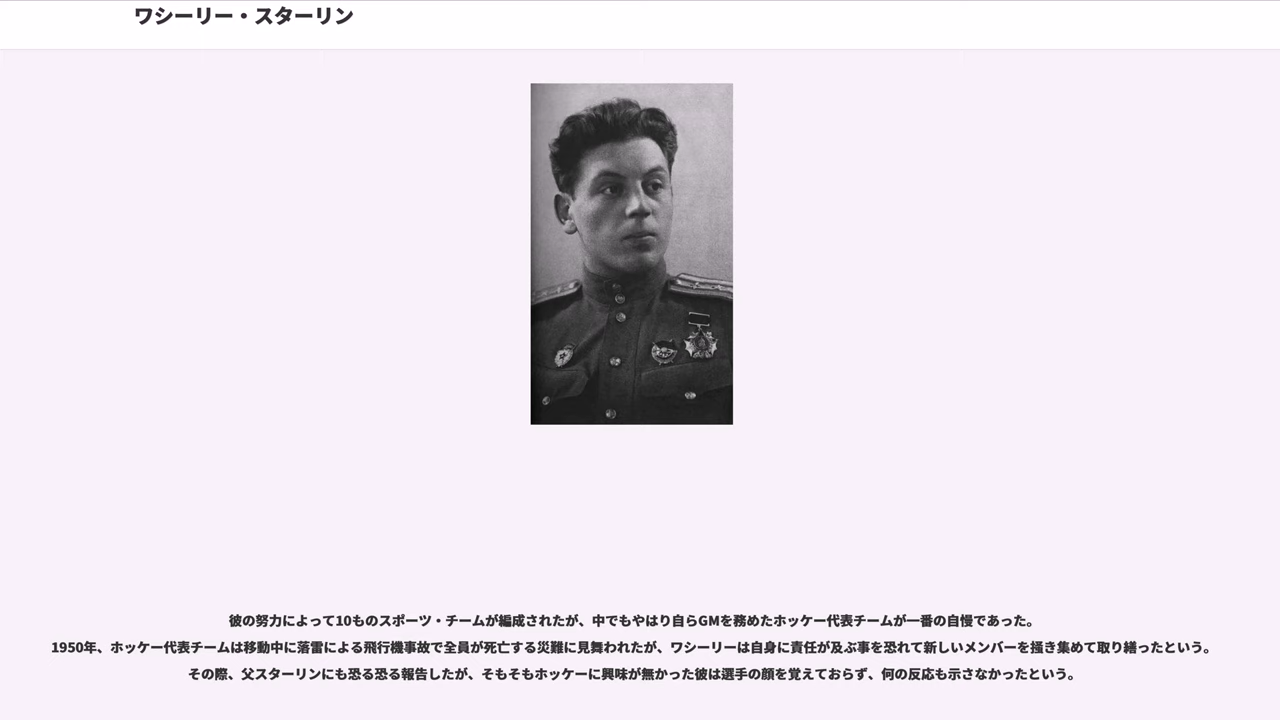 ワシーリー・スターリン
彼の努力によって10ものスポーツ・チームが編成されたが、中でもやはり自らGMを務めたホッケー代表チームが一番の自慢であった。
1950年、ホッケー代表チームは移動中に落雷による飛行機事故で全員が死亡する災難に見舞われたが、ワシーリーは自身に責任が及ぶ事を恐れて新しいメンバーを掻き集めて取り繕ったという。
その際、父スターリンにも恐る恐る報告したが、そもそもホッケーに興味が無かった彼は選手の顔を覚えておらず、何の反応も示さなかったという。